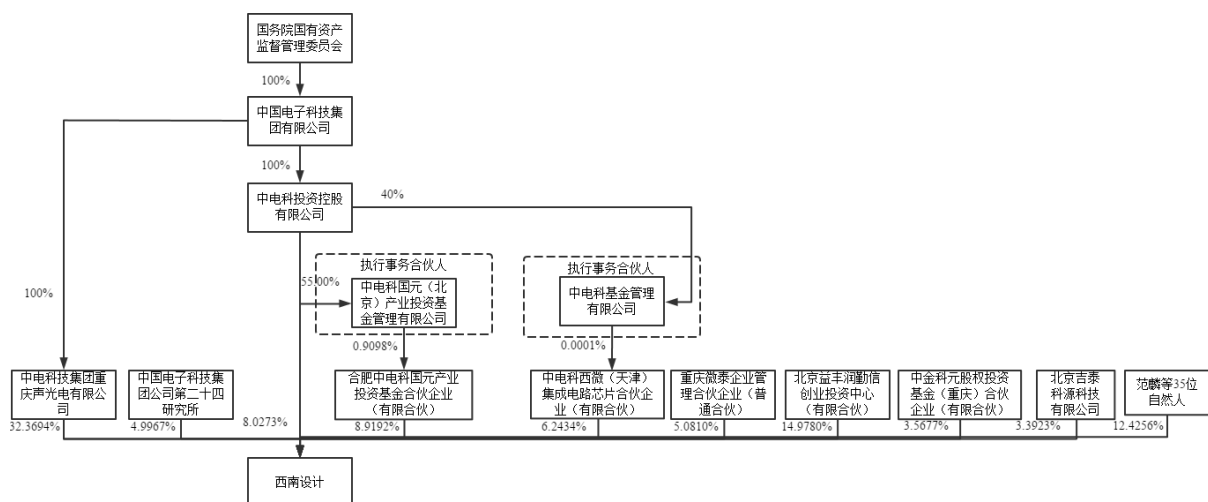 国务院国有资产
监督管理委员会
100%
中国电子科技集
团有限公司
100%
中电科投资控股
有限公司
40%
执行事务合伙人
执行事务合伙人
55.00%
中电科国元（北
京）产业投资基
金管理有限公司
中电科基金管理
有限公司
100%
0.9098%
0.0001%
中电科技集团重
庆声光电有限公
司
中国电子科技集
团公司第二十四
研究所
合肥中电科国元产业
投资基金合伙企业
（有限合伙）
中电科西微（天津）
集成电路芯片合伙企
业（有限合伙）
重庆微泰企业管
理合伙企业（普
通合伙）
北京益丰润勤信
创业投资中心
（有限合伙）
中金科元股权投资
基金（重庆）合伙
企业（有限合伙）
北京吉泰
科源科技
有限公司
范麟等35位
自然人
32.3694%
4.9967%
8.0273%
8.9192%
6.2434%
5.0810%
14.9780%
3.5677%
3.3923%
12.4256%
西南设计